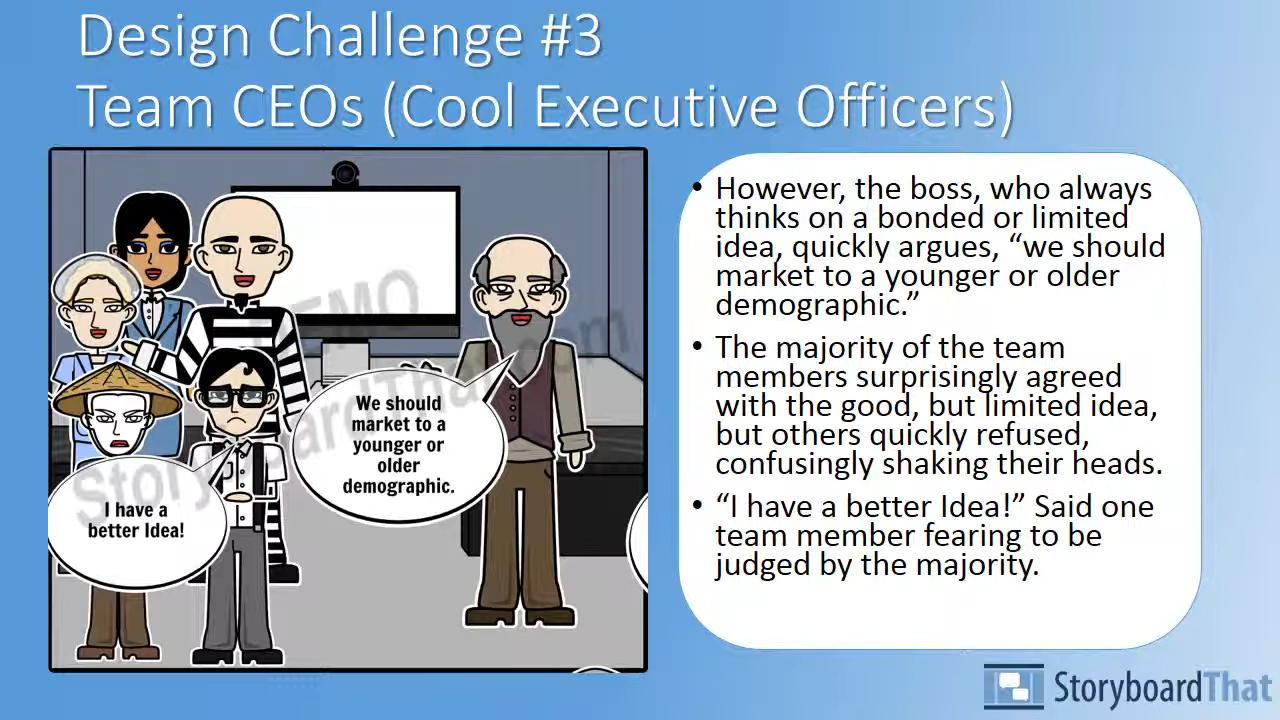 Design Challenge #3
Team CEOs (Cool Executive Officers)
We should
market to a
younger or
older
demographic.
I have a
better Idea!
• However, the boss, who always
thinks on a bonded or limited
idea, quickly argues, “we should
market to a younger or older
demographic.”
• The majority of the team
members surprisingly agreed
with the good, but limited idea,
but others quickly refused,
confusingly shaking their heads.
• “I have a better Idea!” Said one
team member fearing to be
judged by the majority.
StoryboardThat